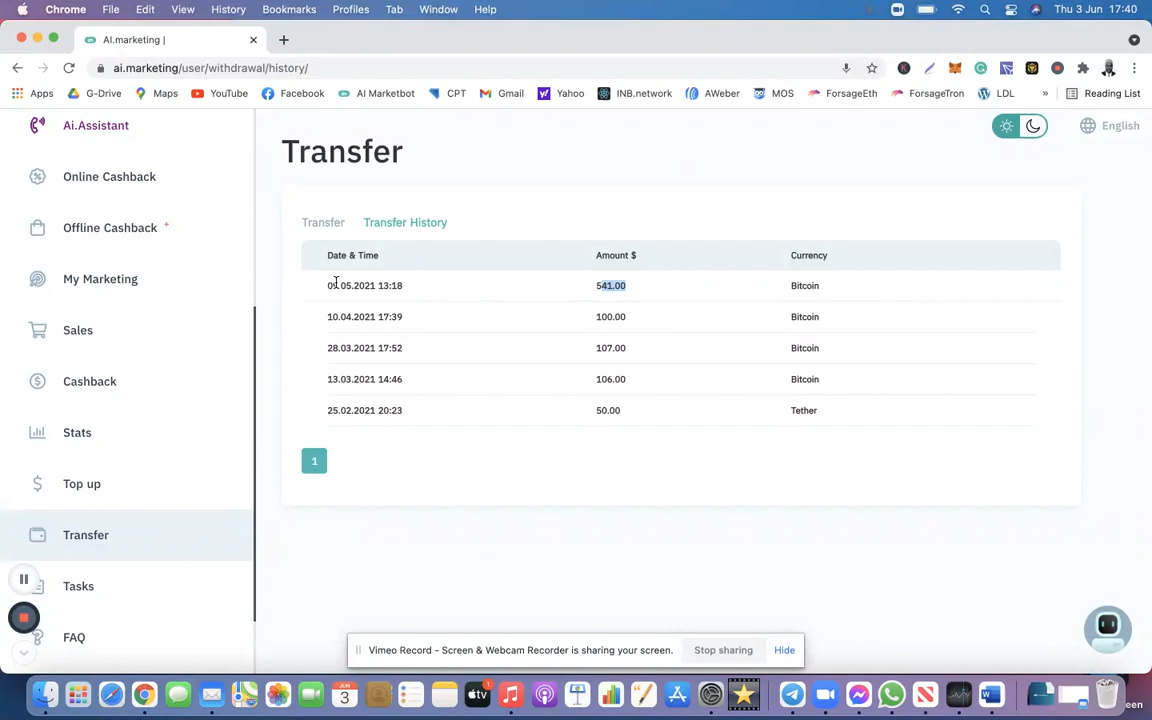 Chrome File Edit View History Bookmarks Profiles Tab Window Help Thu 3 Jun 17:40
AI.marketing |
ai.marketing/user/withdrawal/history/
Apps G-Drive Maps YouTube Facebook AI Marketbot CPT Gmail Yahoo INB.network AWeber MOS ForsageEth ForsageTron LDL » Reading List
Ai.Assistant
English
Transfer
Online Cashback
Offline Cashback +
My Marketing
Sales
Cashback
Stats
Top up
Transfer
Tasks
FAQ
Transfer Transfer History
Date & Time Amount $ Currency
09.05.2021 13:18 541.00 Bitcoin
10.04.2021 17:39 100.00 Bitcoin
28.03.2021 17:52 107.00 Bitcoin
13.03.2021 14:46 106.00 Bitcoin
25.02.2021 20:23 50.00 Tether
1
Vimeo Record - Screen & Webcam Recorder is sharing your screen. Stop sharing Hide
JUN
3
tv
1
W
een